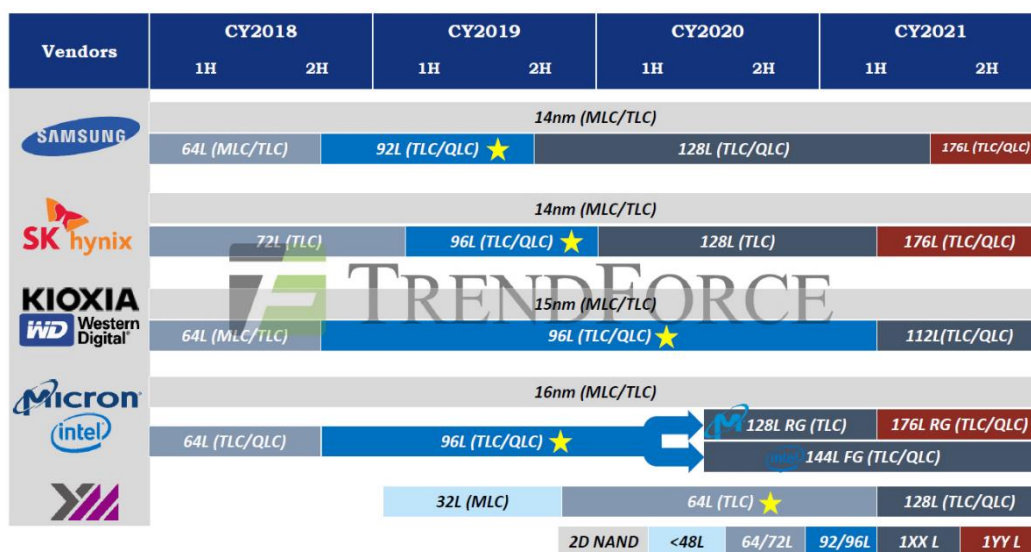 Vendors
CY2018 CY2019 CY2020 CY2021
1H 2H 1H 2H 1H 2H 1H 2H
SAMSUNG
14nm (MLC/TLC)
64L (MLC/TLC) 92L (TLC/QLC) 128L (TLC/QLC) 176L (TLC/QLC)
SK hynix
14nm (MLC/TLC)
72L (TLC) 96L (TLC/QLC) 128L (TLC) 176L (TLC/QLC)
TRENDFORCE
KIOXIA
WD Western Digital
15nm (MLC/TLC)
64L (MLC/TLC) 96L (TLC/QLC) 112L(TLC/QLC)
Micron
intel
16nm (MLC/TLC)
64L (TLC/QLC) 96L (TLC/QLC)
M 128L RG (TLC) 176L RG (TLC/QLC)
intel 144L FG (TLC/QLC)
32L (MLC) 64L (TLC) 128L (TLC/QLC)
2D NAND <48L 64/72L 92/96L 1XX L 1YY L